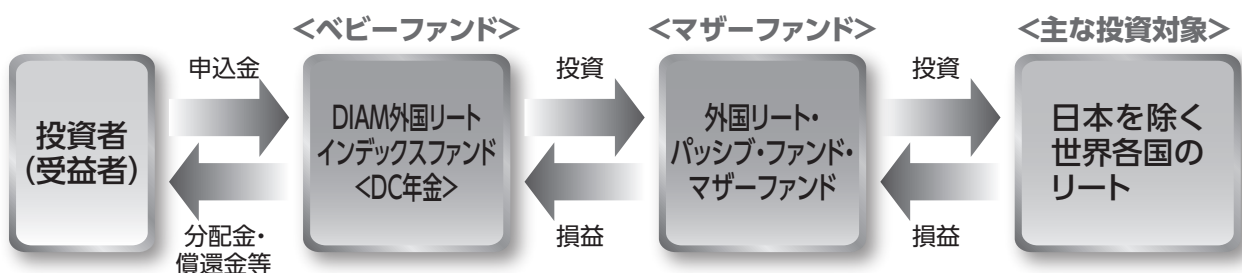 <ベビーファンド>
<マザーファンド>
<主な投資対象>
投資者
(受益者)
申込金
分配金・
償還金等
DIAM外国リート
インデックスファンド
<DC年金>
投資
損益
外国リート・
パッシブ・ファンド・
マザーファンド
投資
損益
日本を除く
世界各国の
リート